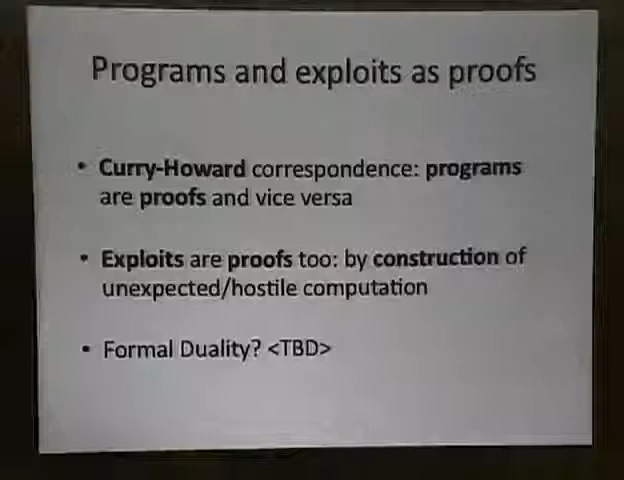 Programs and exploits as proofs
• Curry-Howard correspondence: programs
are proofs and vice versa
• Exploits are proofs too: by construction of
unexpected/hostile computation
• Formal Duality? <TBD>